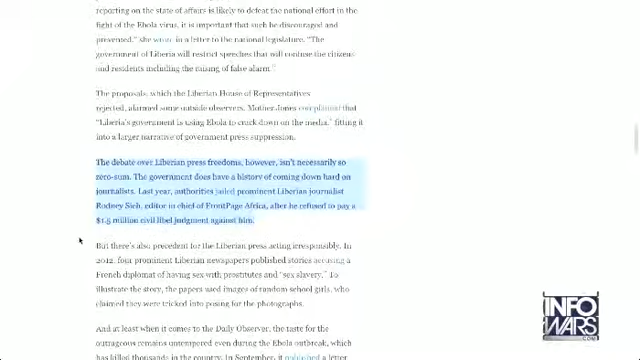 reporting on the state of affairs is likely to defeat the national effort in the
fight of the Ebola virus, it is important that such be discouraged and
prevented," she wrote in a letter to the national legislature. "The
government of Liberia will restrict speeches that will confuse the citizens
and residents including the raising of false alarm."
The proposals, which the Liberian House of Representatives
rejected, alarmed some outside observers. Mother Jones complained that
"Liberia's government is using Ebola to crack down on the media," fitting it
into a larger narrative of government press suppression.
The debate over Liberian press freedoms, however, isn't necessarily so
zero-sum. The government does have a history of coming down hard on
journalists. Last year, authorities jailed prominent Liberian journalist
Rodney Sieh, editor in chief of FrontPage Africa, after he refused to pay a
$1.5 million civil libel judgment against him.
But there's also precedent for the Liberian press acting irresponsibly. In
2012, four prominent Liberian newspapers published stories accusing a
French diplomat of having sex with prostitutes and "sex slavery." To
illustrate the story, the papers used images of random school girls, who
claimed they were tricked into posing for the photographs.
And at least when it comes to the Daily Observer, the taste for the
outrageous remains untempered even during the Ebola outbreak, which
has killed thousands in the country. In September, it published a letter
INFO
WARS
.COM